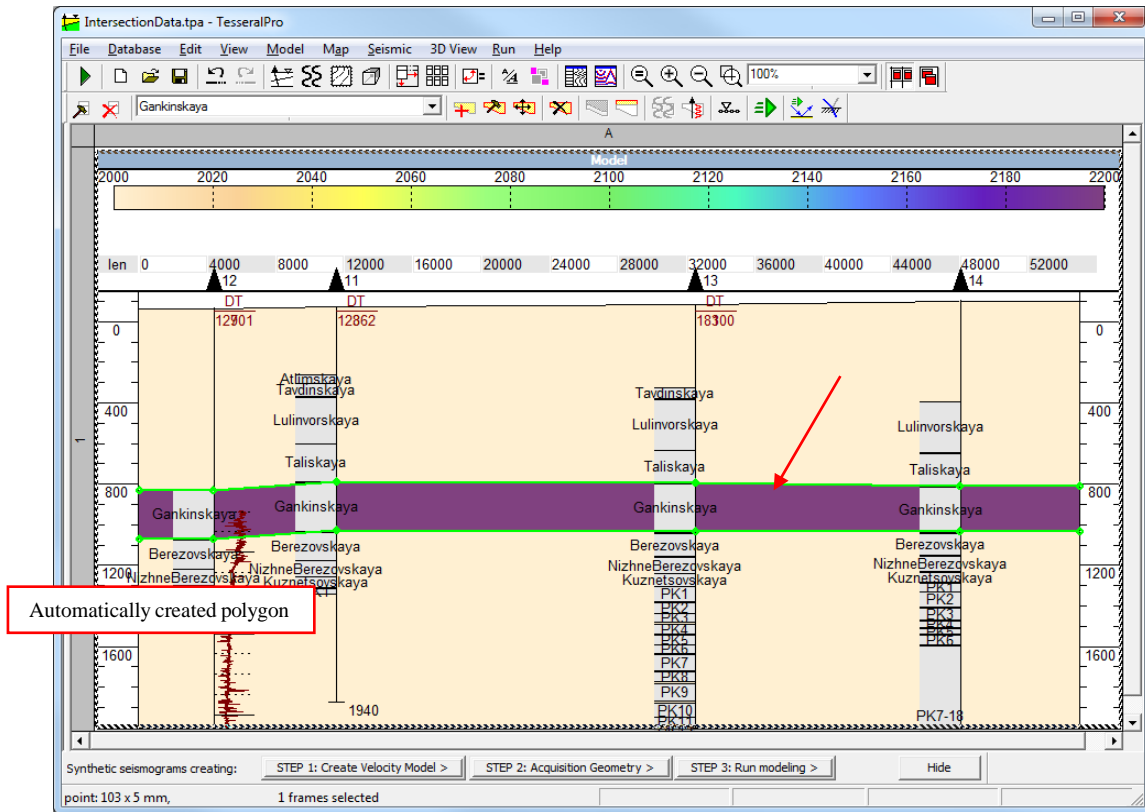 IntersectionData.tpa - TesseralPro
File Database Edit View Model Map Seismic 3D View Run Help
100%
Gankinskaya
A
Model
2000 2020 2040 2060 2080 2100 2120 2140 2160 2180 2200
len 0 4000 8000 12000 16000 20000 24000 28000 32000 36000 40000 44000 48000 52000
12 11 13 14
DT DT DT
12862
0 0
Atlimskaya
Tavdinskaya Tavdinskaya
400 400
Lulinvorskaya Lulinvorskaya Lulinvorskaya
1
Taliskaya Taliskaya Taliskaya
800 800
Gankinskaya Gankinskaya Gankinskaya Gankinskaya
Berezovskaya Berezovskaya Berezovskaya Berezovskaya
1200 NizhneBerezovskaya NizhneBerezovskaya NizhneBerezovskaya NizhneBerezovskaya 1200
Kuznetsovskaya Kuznetsovskaya Kuznetsovskaya
PK1 PK1
PK2 PK2
PK3 PK3
PK4 PK4
PK5 PK5
PK6 PK6
Automatically created polygon
1600 1600
PK7
PK8
PK9
1940 PK10 PK7-18
PK11
Synthetic seismograms creating: STEP 1: Create Velocity Model > STEP 2: Acquisition Geometry > STEP 3: Run modeling > Hide
point: 103 x 5 mm, 1 frames selected